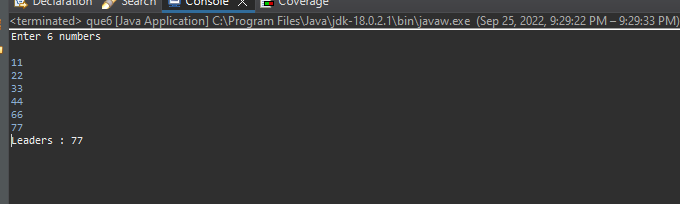 Declaration Search Console Coverage
<terminated> que6 [Java Application] C:\Program Files\Java\jdk-18.0.2.1\bin\javaw.exe (Sep 25, 2022, 9:29:22 PM – 9:29:33 PM)
Enter 6 numbers
11
22
33
44
66
77
Leaders : 77